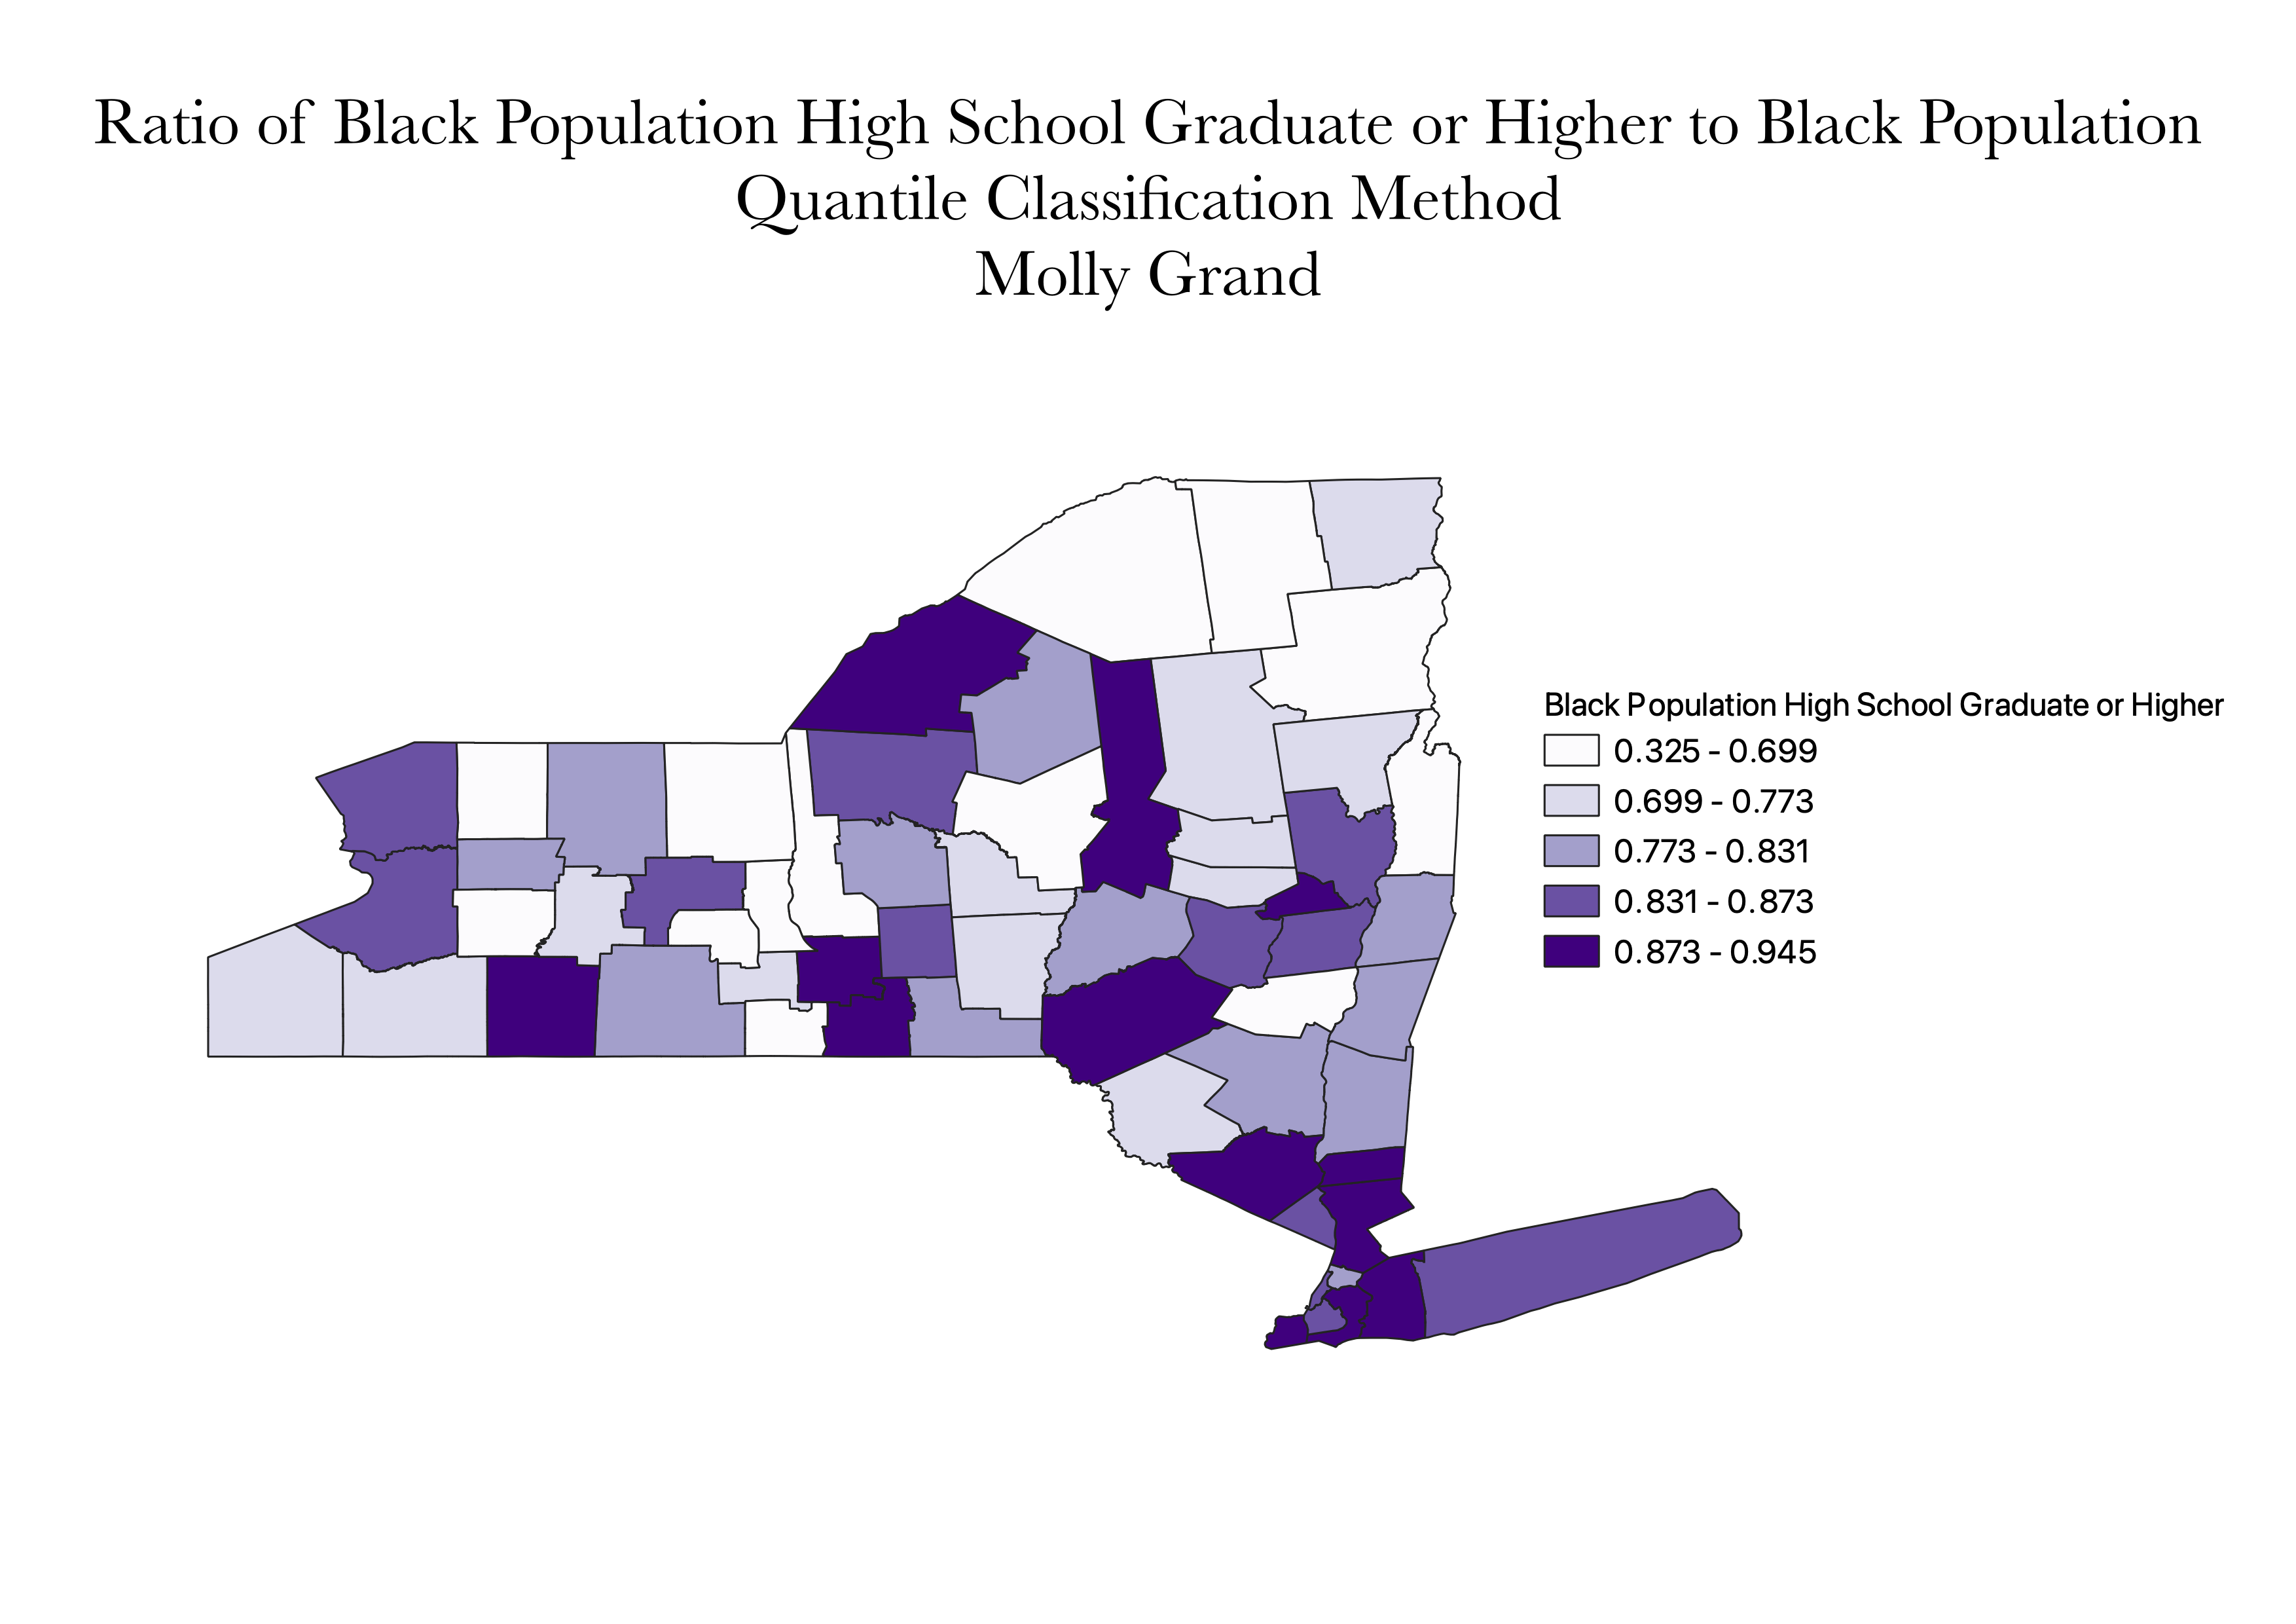 Ratio of Black Population High School Graduate or Higher to Black Population
Quantile Classification Method
Molly Grand
Black Population High School Graduate or Higher
0.325 - 0.699
0.699 - 0.773
0.773 - 0.831
0.831 - 0.873
0.873 - 0.945